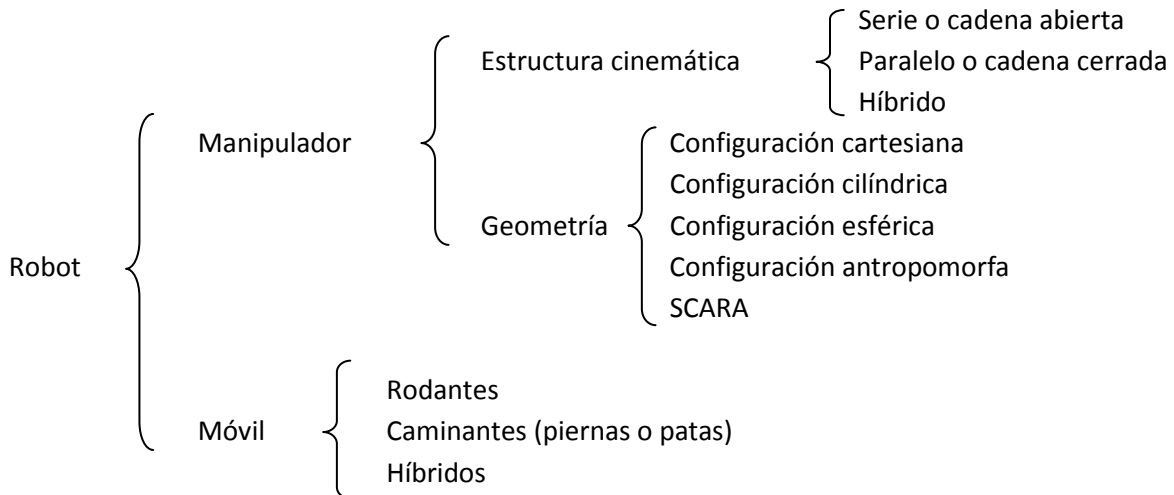 Serie o cadena abierta
Estructura cinemática
Paralelo o cadena cerrada
Híbrido
Manipulador
Configuración cartesiana
Configuración cilíndrica
Geometría
Configuración esférica
Robot
Configuración antropomorfa
SCARA
Rodantes
Móvil
Caminantes (piernas o patas)
Híbridos